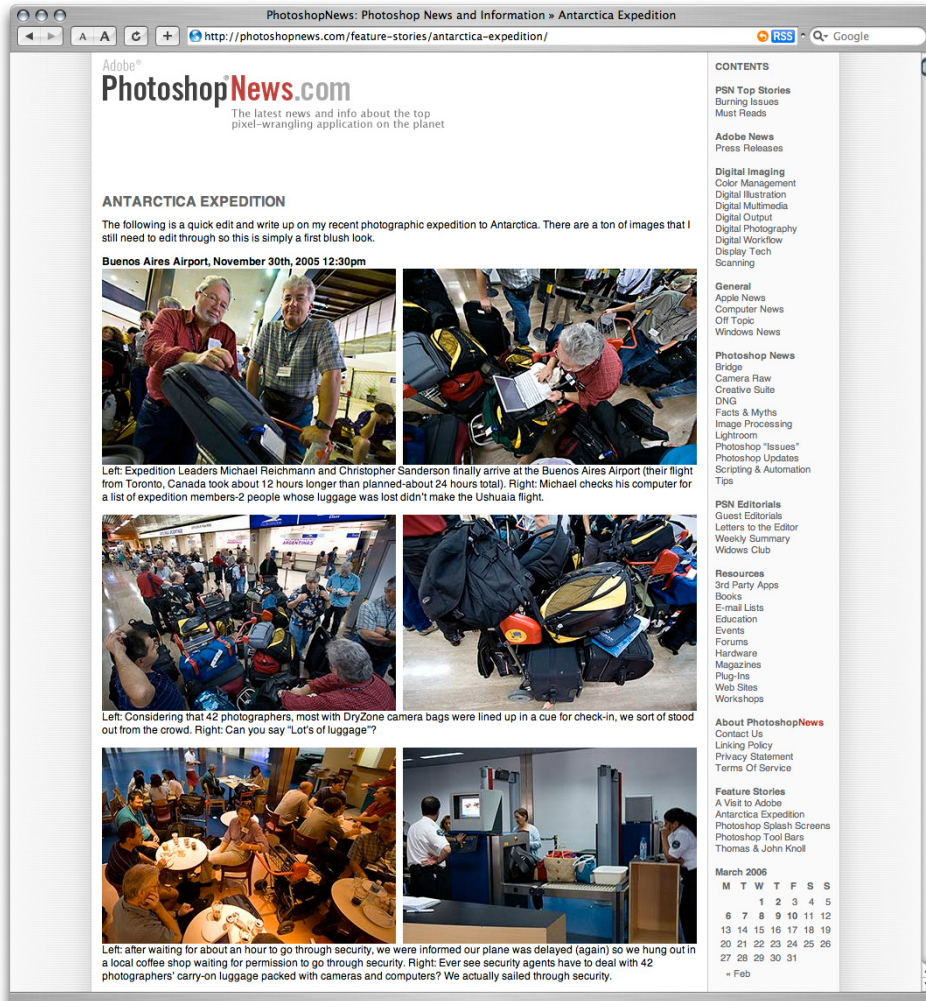 PhotoshopNews: Photoshop News and Information » Antarctica Expedition
A A
http://photoshopnews.com/feature-stories/antarctica-expedition/
RSS
Google
Adobe®
PhotoshopNews.com
The latest news and info about the top
pixel-wrangling application on the planet
ANTARCTICA EXPEDITION
The following is a quick edit and write up on my recent photographic expedition to Antarctica. There are a ton of images that I
still need to edit through so this is simply a first blush look.
Buenos Aires Airport, November 30th, 2005 12:30pm
Left: Expedition Leaders Michael Reichmann and Christopher Sanderson finally arrive at the Buenos Aires Airport (their flight
from Toronto, Canada took about 12 hours longer than planned-about 24 hours total). Right: Michael checks his computer for
a list of expedition members-2 people whose luggage was lost didn't make the Ushuaia flight.
ARGENTINAS
Left: Considering that 42 photographers, most with DryZone camera bags were lined up in a cue for check-in, we sort of stood
out from the crowd. Right: Can you say "Lot's of luggage"?
Left: after waiting for about an hour to go through security, we were informed our plane was delayed (again) so we hung out in
a local coffee shop waiting for permission to go through security. Right: Ever see security agents have to deal with 42
photographers' carry-on luggage packed with cameras and computers? We actually sailed through security.
CONTENTS
PSN Top Stories
Burning Issues
Must Reads
Adobe News
Press Releases
Digital Imaging
Color Management
Digital Illustration
Digital Multimedia
Digital Output
Digital Photography
Digital Workflow
Display Tech
Scanning
General
Apple News
Computer News
Off Topic
Windows News
Photoshop News
Bridge
Camera Raw
Creative Suite
DNG
Facts & Myths
Image Processing
Lightroom
Photoshop "Issues"
Photoshop Updates
Scripting & Automation
Tips
PSN Editorials
Guest Editorials
Letters to the Editor
Weekly Summary
Widows Club
Resources
3rd Party Apps
Books
E-mail Lists
Education
Events
Forums
Hardware
Magazines
Plug-Ins
Web Sites
Workshops
About PhotoshopNews
Contact Us
Linking Policy
Privacy Statement
Terms Of Service
Feature Stories
A Visit to Adobe
Antarctica Expedition
Photoshop Splash Screens
Photoshop Tool Bars
Thomas & John Knoll
March 2006
M T W T F S S
1 2 3 4 5
6 7 8 9 10 11 12
13 14 15 16 17 18 19
20 21 22 23 24 25 26
27 28 29 30 31
« Feb